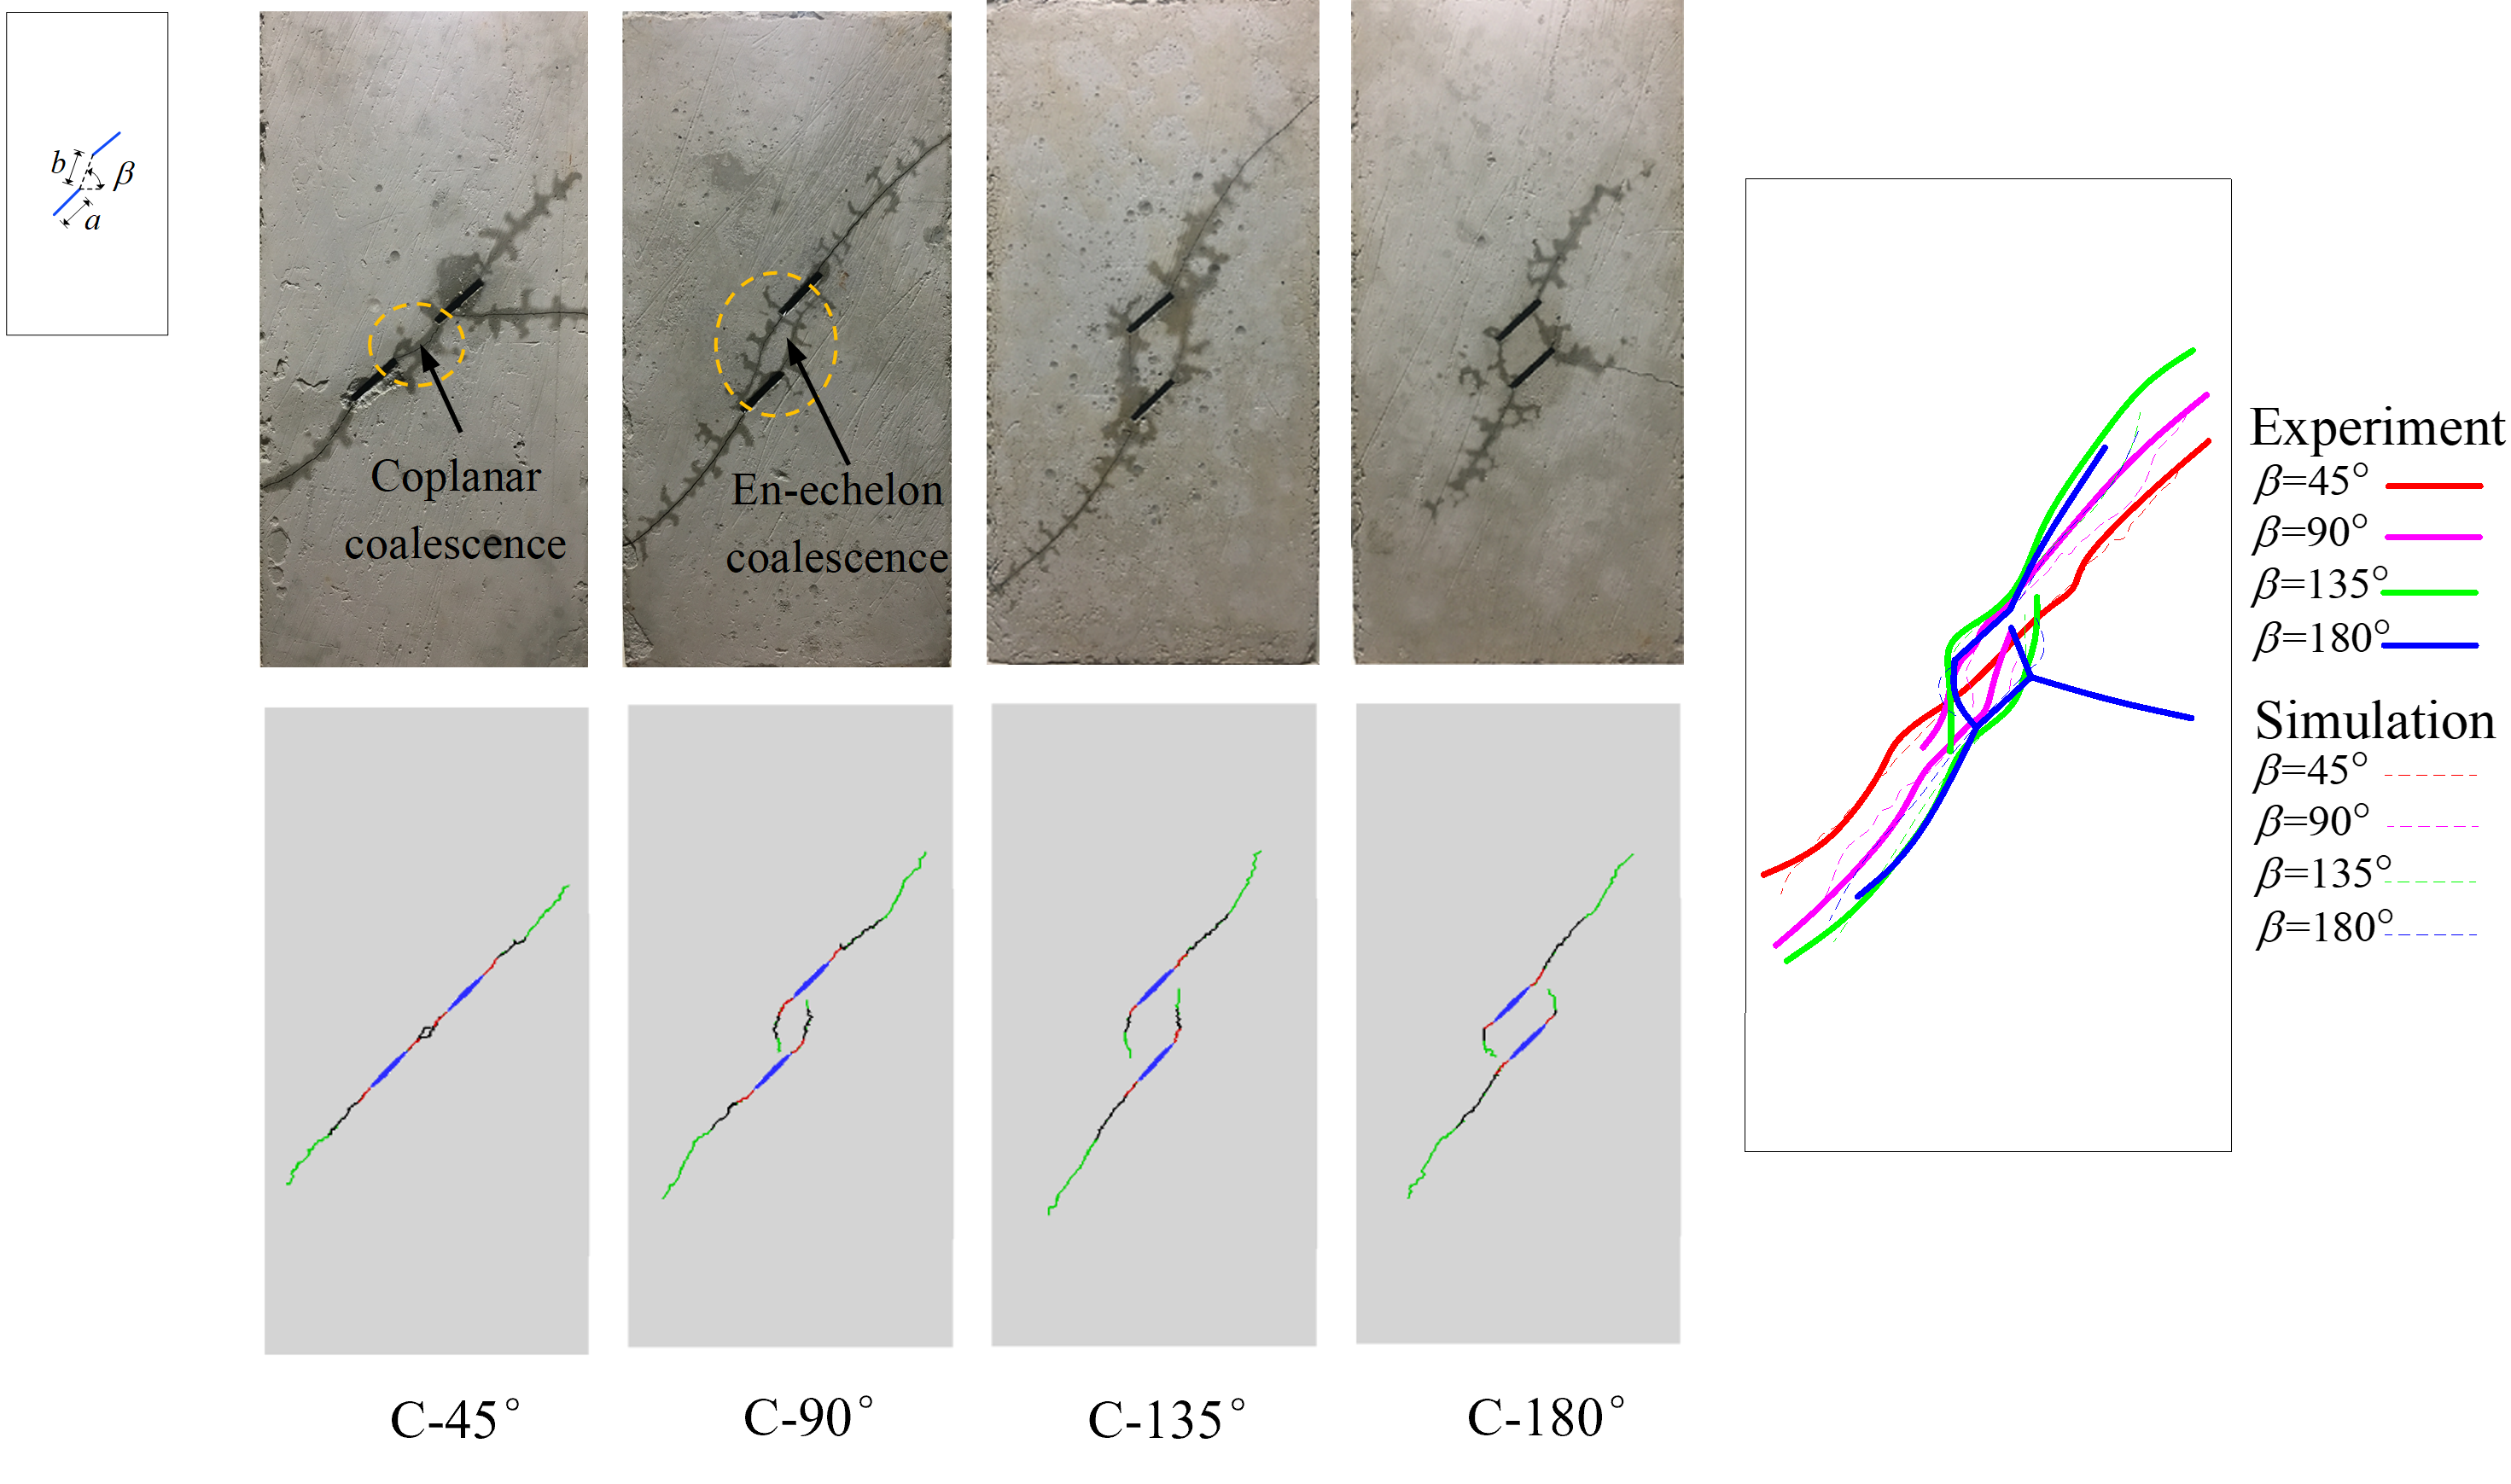 b
β
a
Coplanar
coalescence
En-echelon
coalescence
Experiment
β=45°
β=90°
β=135°
β=180°
Simulation
β=45°
β=90°
β=135°
β=180°
C-45°
C-90°
C-135°
C-180°